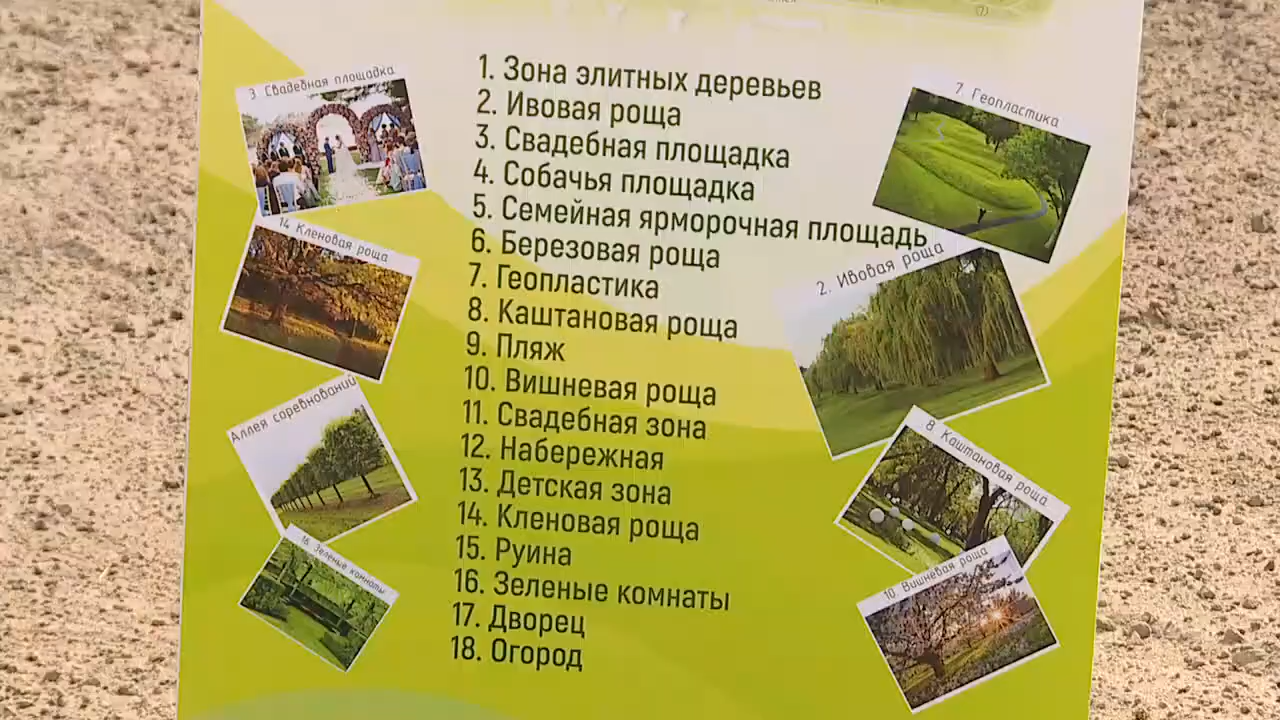 1. Зона элитных деревьев
2. Ивовая роща
3. Свадебная площадка
4. Собачья площадка
5. Семейная ярморочная площадь
6. Березовая роща
7. Геопластика
8. Каштановая роща
9. Пляж
10. Вишневая роща
11. Свадебная зона
12. Набережная
13. Детская зона
14. Кленовая роща
15. Руина
16. Зеленые комнаты
17. Дворец
18. Огород
3. Свадебная площадка
14. Кленовая роща
Аллея соревнований
16. Зеленые комнаты
7. Геопластика
2. Ивовая роща
8. Каштановая роща
10. Вишневая роща